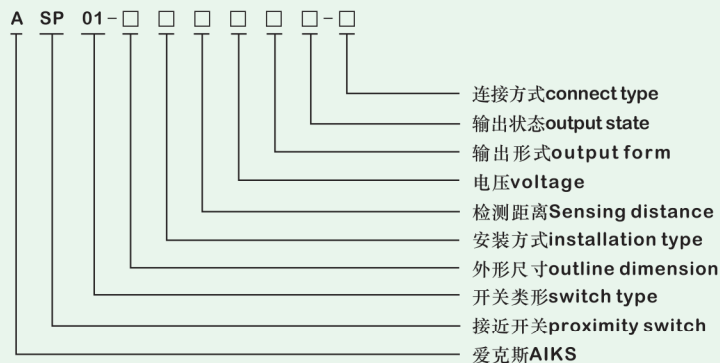 A SP 01-□ □ □ □ □ □-□
连接方式connect type
输出状态output state
输出形式output form
电压voltage
检测距离Sensing distance
安装方式installation type
外形尺寸outline dimension
开关类形switch type
接近开关proximity switch
爱克斯AIKS